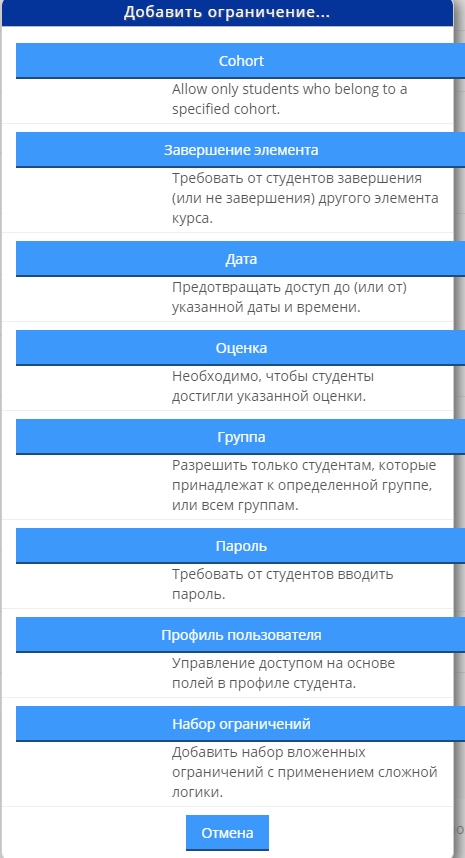 Добавить ограничение...
Cohort
Allow only students who belong to a
specified cohort.
Завершение элемента
Требовать от студентов завершения
(или не завершения) другого элемента
курса.
Дата
Предотвращать доступ до (или от)
указанной даты и времени.
Оценка
Необходимо, чтобы студенты
достигли указанной оценки.
Группа
Разрешить только студентам, которые
принадлежат к определенной группе,
или всем группам.
Пароль
Требовать от студентов вводить
пароль.
Профиль пользователя
Управление доступом на основе
полей в профиле студента.
Набор ограничений
Добавить набор вложенных
ограничений с применением сложной
логики.
Отмена